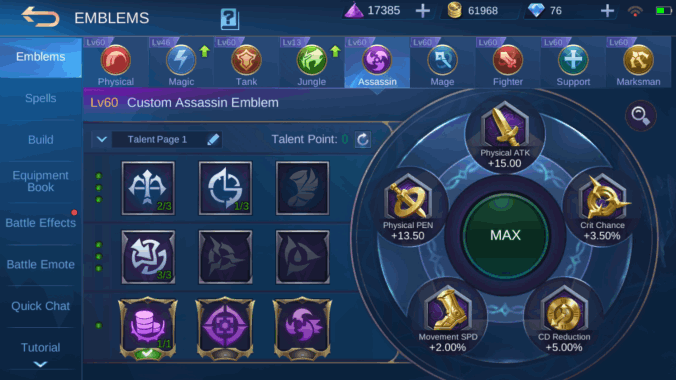 EMBLEMS
17385
61968
76
Emblems
Spells
Build
Equipment
Book
Battle Effects
Battle Emote
Quick Chat
Tutorial
Lv60
Physical
Lv46
Magic
Lv60
Tank
Lv13
Jungle
Lv60
Assassin
Lv60
Mage
Lv60
Fighter
Lv60
Support
Lv60
Marksman
Lv60 Custom Assassin Emblem
Talent Page 1
Talent Point: 0
2/3
1/3
3/3
1/1
Physical ATK
+15.00
Physical PEN
+13.50
Crit Chance
+3.50%
MAX
Movement SPD
+2.00%
CD Reduction
+5.00%